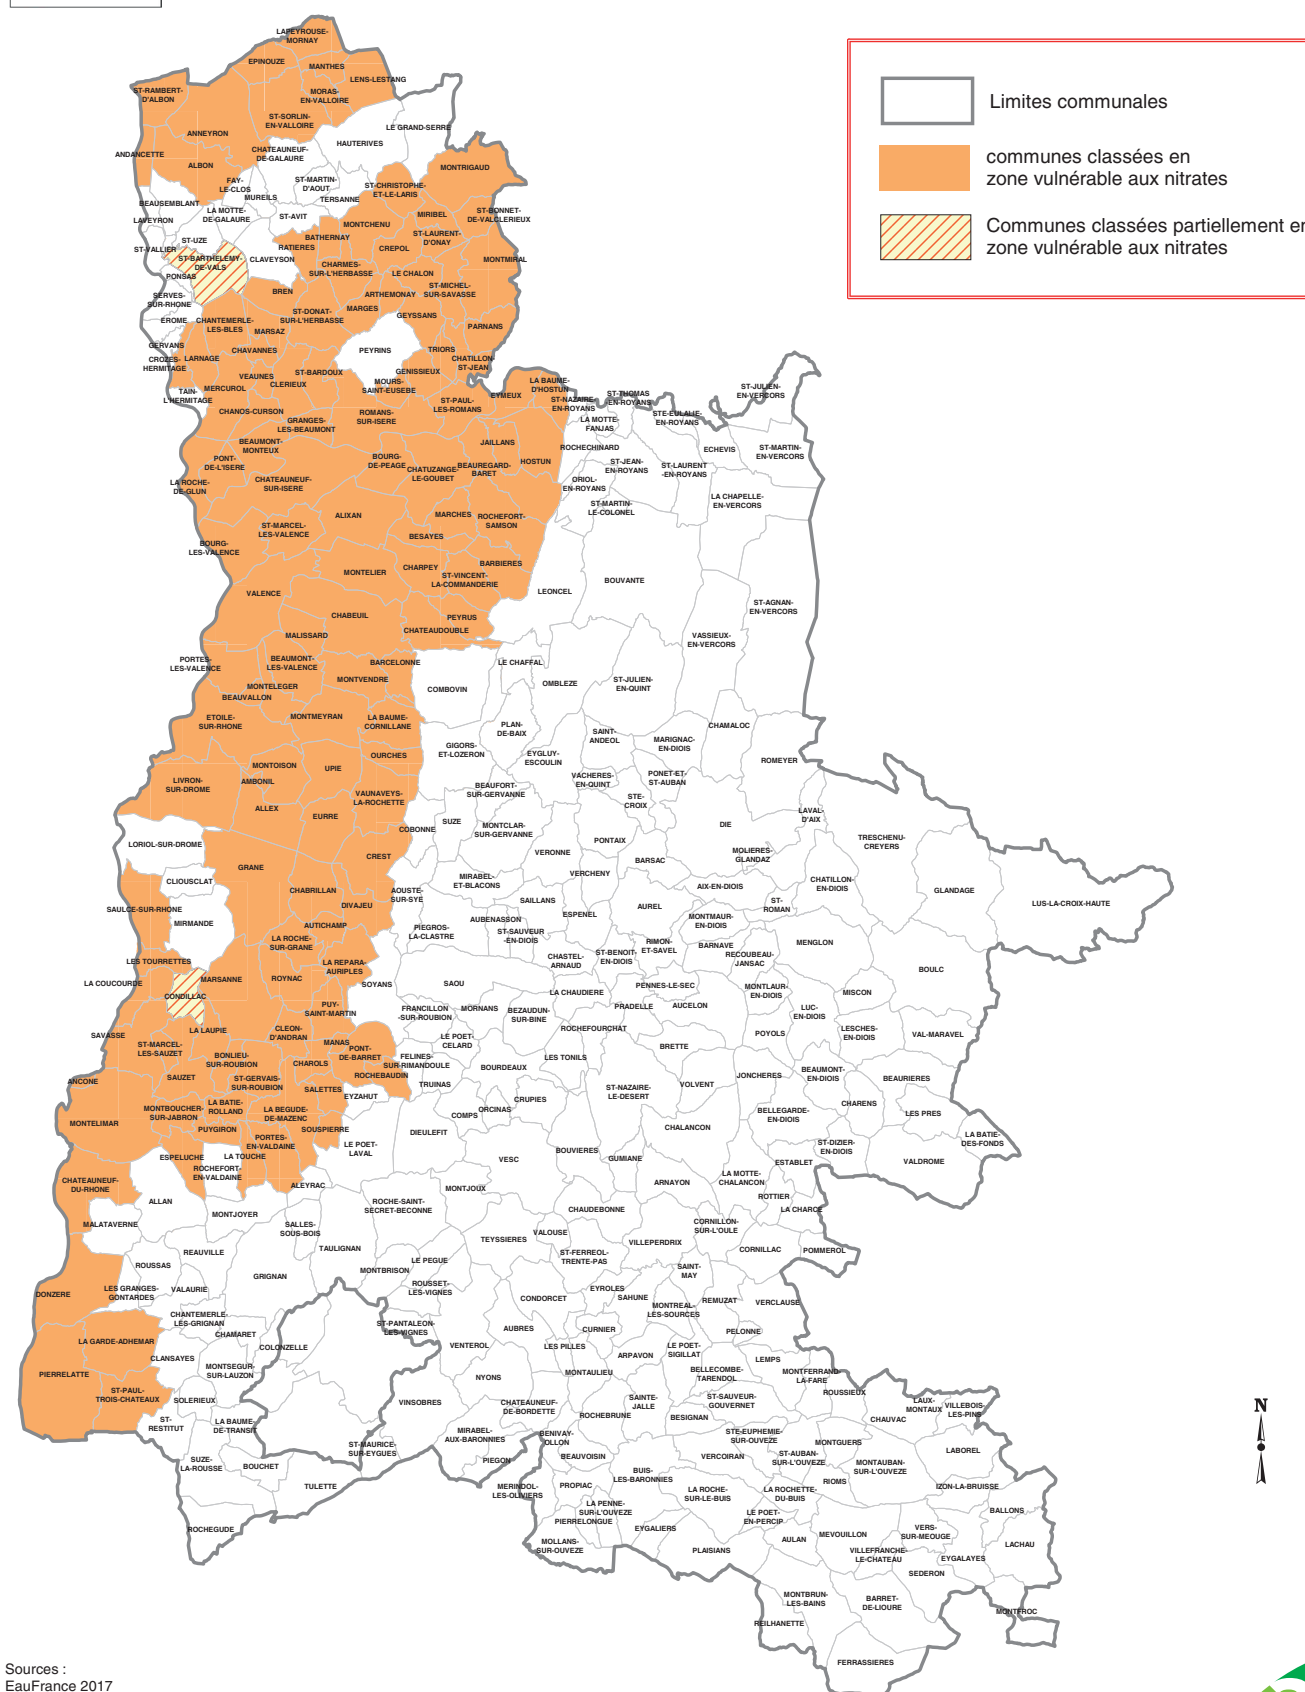 Limites communales
communes classées en
zone vulnérable aux nitrates
Communes classées partiellement en
zone vulnérable aux nitrates
LAPEYROUSE-
MORNAY
EPINOUZE
MANTHES
LENS-LESTANG
ST-RAMBERT-
D'ALBON
MORAS-
EN-VALLOIRE
ST-SORLIN-
EN-VALLOIRE
ANNEYRON
LE GRAND-SERRE
HAUTERIVES
ANDANCETTE
CHATEAUNEUF-
DE-GALAURE
ALBON
MONTRIGAUD
FAY-
LE-CLOS
MUREILS
ST-MARTIN-
D'AOUT
TERSANNE
ST-CHRISTOPHE-
ET-LE-LARIS
BEAUSEMBLANT
LA MOTTE-
DE-GALAURE
ST-AVIT
MIRIBEL
ST-BONNET-
DE-VALCLERIEUX
LAVEYRON
MONTCHENU
ST-LAURENT-
D'ONAY
BATHERNAY
RATIERES
CREPOL
ST-UZE
ST-VALLIER
ST-BARTHELEMY-
DE-VALS
CLAVEYSON
CHARMES-
SUR-L'HERBASSE
LE CHALON
MONTMIRAL
PONSAS
BREN
ARTHEMONAY
ST-MICHEL-
SUR-SAVASSE
SERVES-
SUR-RHONE
ST-DONAT-
SUR-L'HERBASSE
MARGES
GEYSSANS
EROME
CHANTEMERLE-
LES-BLES
MARSAZ
PARNANS
GERVANS
CHAVANNES
PEYRINS
TRIORS
CROZES-
HERMITAGE
LARNAGE
CHATILLON-
ST-JEAN
VEAUNES
CLERIEUX
ST-BARDOUX
GENISSIEUX
MOURS-
SAINT-EUSEBE
TAIN-
L'HERMITAGE
MERCUROL
LA BAUME-
D'HOSTUN
EYMEUX
ST-NAZAIRE-
EN-ROYANS
ST-THOMAS
-EN-ROYANS
ST-JULIEN-
EN-VERCORS
CHANOS-CURSON
GRANGES-
LES-BEAUMONT
ROMANS-
SUR-ISERE
ST-PAUL-
LES-ROMANS
LA MOTTE-
FANJAS
STE-EULALIE-
EN-ROYANS
BEAUMONT-
MONTEUX
JAILLANS
ROCHECHINARD
ECHEVIS
ST-MARTIN-
EN-VERCORS
PONT-
DE-L'ISERE
BOURG-
DE-PEAGE
CHATUZANGE-
LE-GOUBET
BEAUREGARD-
BARET
HOSTUN
ST-JEAN-
EN-ROYANS
ST-LAURENT
-EN-ROYANS
LA ROCHE-
DE-GLUN
CHATEAUNEUF-
SUR-ISERE
ORIOL-
EN-ROYANS
ST-MARTIN-
LE-COLONEL
LA CHAPELLE-
EN-VERCORS
ALIXAN
MARCHES
ROCHEFORT-
SAMSON
ST-MARCEL-
LES-VALENCE
BESAYES
BOURG-
LES-VALENCE
BARBIERES
MONTELIER
CHARPEY
ST-VINCENT-
LA-COMMANDERIE
BOUVANTE
LEONCEL
VALENCE
ST-AGNAN-
EN-VERCORS
CHABEUIL
PEYRUS
CHATEAUDOUBLE
MALISSARD
VASSIEUX-
EN-VERCORS
PORTES-
LES-VALENCE
BEAUMONT-
LES-VALENCE
BARCELONNE
LE CHAFFAL
MONTVENDRE
OMBLEZE
ST-JULIEN-
EN-QUINT
COMBOVIN
MONTELEGER
BEAUVALLON
ETOILE-
SUR-RHONE
MONTMEYRAN
LA BAUME-
CORNILLANE
PLAN-
DE-BAIX
SAINT-
ANDEOL
MARIGNAC-
EN-DIOIS
CHAMALOC
GIGORS-
ET-LOZERON
EYGLUY-
ESCOULIN
ROMEYER
OURCHES
MONTOISON
UPIE
AMBONIL
LIVRON-
SUR-DROME
VACHERES-
EN-QUINT
PONET-ET-
ST-AUBAN
BEAUFORT-
SUR-GERVANNE
VAUNAVEYS-
LA-ROCHETTE
STE-
CROIX
ALLEX
EURRE
LAVAL-
D'AIX
COBONNE
SUZE
MONTCLAR-
SUR-GERVANNE
DIE
TRESCHENU-
CREYERS
LORIOL-SUR-DROME
PONTAIX
VERONNE
BARSAC
MOLIERES-
GLANDAZ
CREST
GRANE
VERCHENY
CLIOUSCLAT
MIRABEL-
ET-BLACONS
CHATILLON-
EN-DIOIS
AIX-EN-DIOIS
GLANDAGE
CHABRILLAN
AOUSTE-
SUR-SYE
SAILLANS
ST-
ROMAN
LUS-LA-CROIX-HAUTE
SAULCE-SUR-RHONE
DIVAJEU
AUREL
ESPENEL
MIRMANDE
AUTICHAMP
AUBENASSON
MONTMAUR-
EN-DIOIS
PIEGROS-
LA-CLASTRE
ST-SAUVEUR
-EN-DIOIS
LA ROCHE-
SUR-GRANE
RIMON-
ET-SAVEL
BARNAVE
MENGLON
ST-BENOIT-
EN-DIOIS
RECOUBEAU-
JANSAC
LES TOURRETTES
LA REPARA-
AURIPLES
CHASTEL-
ARNAUD
BOULC
LA COUCOURDE
MARSANNE
ROYNAC
SOYANS
SAOU
PENNES-LE-SEC
CONDILLAC
LA CHAUDIERE
MONTLAUR-
EN-DIOIS
MISCON
PUY-
SAINT-MARTIN
FRANCILLON
-SUR-ROUBION
MORNANS
BEZAUDUN-
SUR-BINE
PRADELLE
AUCELON
LUC-
EN-DIOIS
SAVASSE
LA LAUPIE
CLEON-
D'ANDRAN
ROCHEFOURCHAT
POYOLS
LESCHES-
EN-DIOIS
VAL-MARAVEL
MANAS
LE POET-
CELARD
ST-MARCEL-
LES-SAUZET
PONT-
DE-BARRET
BRETTE
BONLIEU-
SUR-ROUBION
CHAROLS
FELINES-
SUR-RIMANDOULE
LES TONILS
BOURDEAUX
ROCHEBAUDIN
JONCHERES
BEAUMONT-
EN-DIOIS
ANCONE
SAUZET
ST-GERVAIS-
SUR-ROUBION
SALETTES
TRUINAS
BEAURIERES
EYZAHUT
ST-NAZAIRE-
LE-DESERT
VOLVENT
LA BATIE-
ROLLAND
CRUPIES
CHARENS
MONTBOUCHER-
SUR-JABRON
LA BEGUDE-
DE-MAZENC
ORCINAS
COMPS
BELLEGARDE-
EN-DIOIS
LES PRES
MONTELIMAR
PUYGIRON
SOUSPIERRE
DIEULEFIT
CHALANCON
PORTES-
EN-VALDAINE
LA BATIE-
DES-FONDS
ESPELUCHE
LA TOUCHE
LE POET-
LAVAL
BOUVIERES
ST-DIZIER-
EN-DIOIS
VESC
GUMIANE
ESTABLET
VALDROME
ROCHEFORT-
EN-VALDAINE
CHATEAUNEUF-
DU-RHONE
ALEYRAC
MONTJOUX
ARNAYON
LA MOTTE-
CHALANCON
ROTTIER
ALLAN
ROCHE-SAINT-
SECRET-BECONNE
MONTJOYER
CHAUDEBONNE
LA CHARCE
MALATAVERNE
SALLES-
SOUS-BOIS
CORNILLON-
SUR-L'OULE
VALOUSE
TEYSSIERES
VILLEPERDRIX
TAULIGNAN
REAUVILLE
CORNILLAC
POMMEROL
ST-FERREOL-
TRENTE-PAS
LE PEGUE
ROUSSAS
MONTBRISON
SAINT-
MAY
GRIGNAN
ROUSSET-
LES-VIGNES
DONZERE
LES GRANGES-
GONTARDES
VALAURIE
EYROLES
SAHUNE
CONDORCET
REMUZAT
VERCLAUSE
MONTREAL-
LES-SOURCES
CHANTEMERLE-
LES-GRIGNAN
ST-PANTALEON-
LES-VIGNES
AUBRES
CURNIER
PELONNE
LA GARDE-ADHEMAR
CHAMARET
COLONZELLE
VENTEROL
LES PILLES
ARPAVON
LE POET-
SIGILLAT
CLANSAYES
LEMPS
PIERRELATTE
MONTSEGUR-
SUR-LAUZON
MONTAULIEU
BELLECOMBE-
TARENDOL
MONTFERRAND-
LA-FARE
NYONS
ROUSSIEUX
ST-PAUL-
TROIS-CHATEAUX
SOLERIEUX
VINSOBRES
CHATEAUNEUF-
DE-BORDETTE
SAINTE-
JALLE
ST-SAUVEUR-
GOUVERNET
LAUX-
MONTAUX
VILLEBOIS-
LES-PINS
ROCHEBRUNE
BESIGNAN
CHAUVAC
ST-
RESTITUT
LA BAUME-
DE-TRANSIT
MIRABEL-
AUX-BARONNIES
BENIVAY-
OLLON
STE-EUPHEMIE-
SUR-OUVEZE
MONTGUERS
ST-MAURICE-
SUR-EYGUES
LABOREL
SUZE-
LA-ROUSSE
BOUCHET
PIEGON
BEAUVOISIN
VERCOIRAN
ST-AUBAN-
SUR-L'OUVEZE
MONTAUBAN-
SUR-L'OUVEZE
BUIS-
LES-BARONNIES
RIOMS
TULETTE
MERINDOL-
LES-OLIVIERS
PROPIAC
LA ROCHE-
SUR-LE-BUIS
LA ROCHETTE-
DU-BUIS
IZON-LA-BRUISSE
LA PENNE-
SUR-L'OUVEZE
PIERRELONGUE
BALLONS
LE POET-
EN-PERCIP
ROCHEGUDE
EYGALIERS
AULAN
MEVOUILLON
VERS-
SUR-MEOUGE
MOLLANS-
SUR-OUVEZE
PLAISIANS
LACHAU
VILLEFRANCHE-
LE-CHATEAU
EYGALAYES
SEDERON
MONTBRUN-
LES-BAINS
BARRET-
DE-LIOURE
MONTFROC
REILHANETTE
FERRASSIERES
N
Sources :
EauFrance 2017